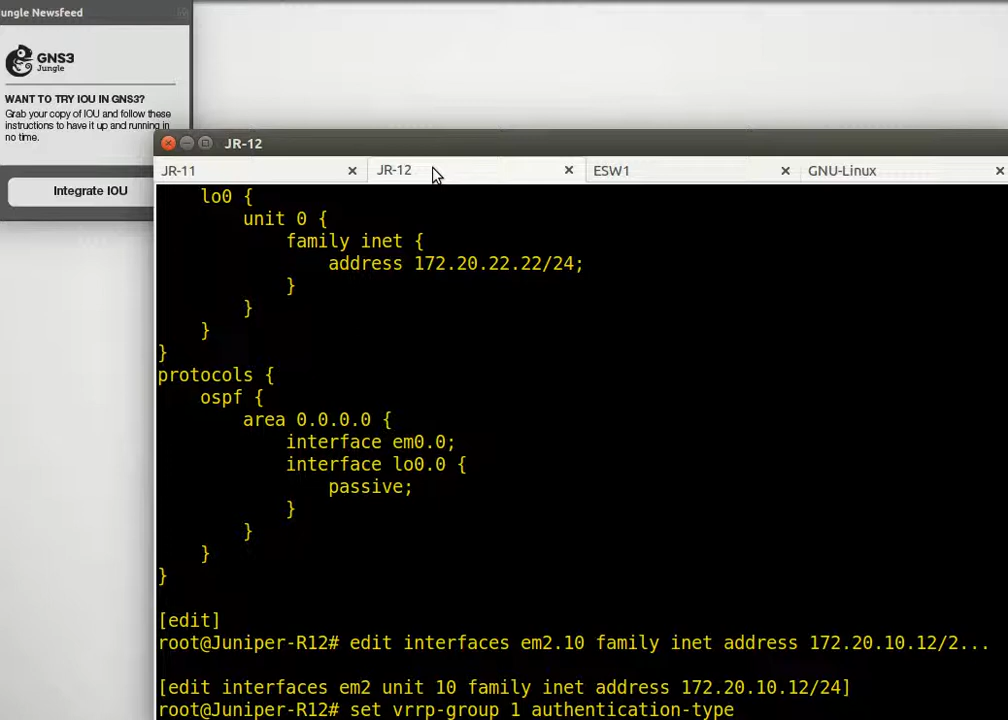 ungle Newsfeed
GNS3
Jungle
WANT TO TRY IOU IN GNS3?
Grab your copy of IOU and follow these
instructions to have it up and running in
no time.
Integrate IOU
JR-12
JR-11
JR-12
ESW1
GNU-Linux
lo0 {
unit 0 {
family inet {
address 172.20.22.22/24;
}
}
}
}
protocols {
ospf {
area 0.0.0.0 {
interface em0.0;
interface lo0.0 {
passive;
}
}
}
}
[edit]
root@Juniper-R12# edit interfaces em2.10 family inet address 172.20.10.12/2...
[edit interfaces em2 unit 10 family inet address 172.20.10.12/24]
root@Juniper-R12# set vrrp-group 1 authentication-type